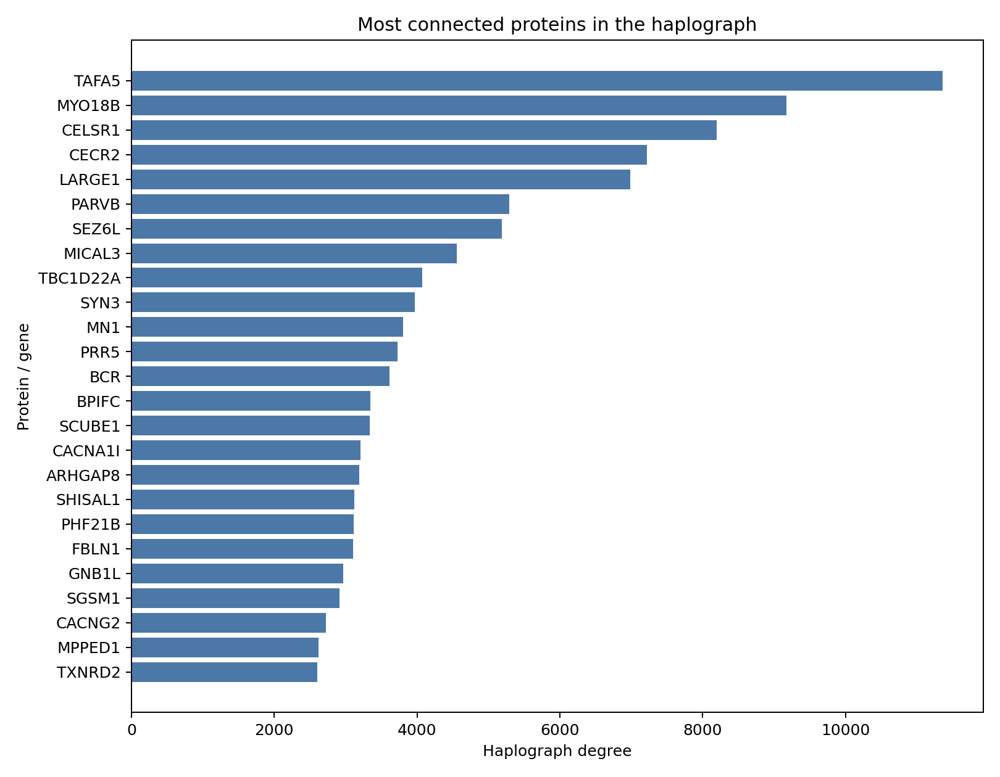 Most connected proteins in the haplograph
TAFA5
MYO18B
CELSR1
CECR2
LARGE1
PARVB
SEZ6L
MICAL3
TBC1D22A
SYN3
MN1
PRR5
BCR
BPIFC
SCUBE1
CACNA1I
ARHGAP8
SHISAL1
PHF21B
FBLN1
GNB1L
SGSM1
CACNG2
MPPED1
TXNRD2
Protein / gene
0 2000 4000 6000 8000 10000
Haplograph degree